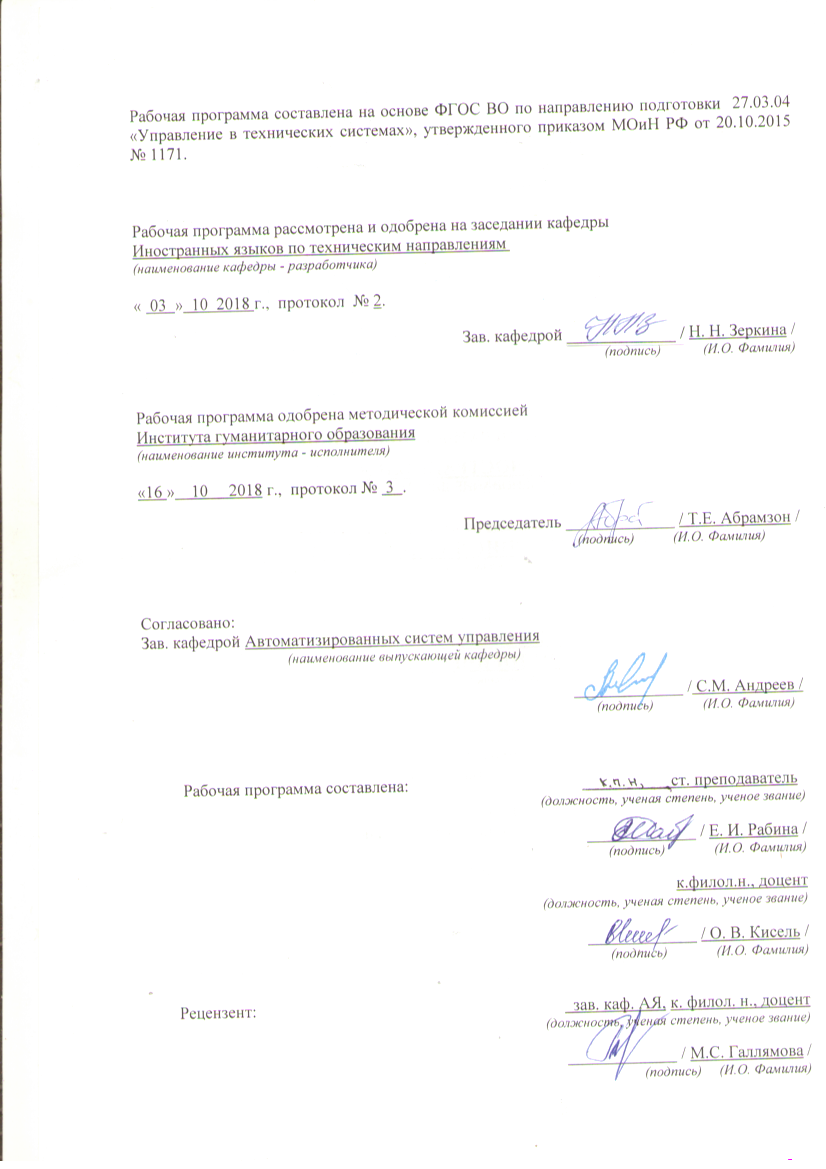 Рабочая программа составлена на основе ФГОС ВО по направлению подготовки 27.03.04
«Управление в технических системах», утвержденного приказом МОиН РФ от 20.10.2015
№ 1171.
Рабочая программа рассмотрена и одобрена на заседании кафедры
Иностранных языков по техническим направлениям
(наименование кафедры - разработчика)
« 03 » 10 2018 г., протокол № 2.
Зав. кафедрой ____________ / Н. Н. Зеркина /
(подпись) (И.О. Фамилия)
Рабочая программа одобрена методической комиссией
Института гуманитарного образования
(наименование института - исполнителя)
«16 » 10 2018 г., протокол № 3 .
Председатель ____________ / Т.Е. Абрамзон /
(подпись) (И.О. Фамилия)
Согласовано:
Зав. кафедрой Автоматизированных систем управления
(наименование выпускающей кафедры)
____________ / С.М. Андреев /
(подпись) (И.О. Фамилия)
Рабочая программа составлена: к.п.н, ст. преподаватель
(должность, ученая степень, ученое звание)
____________ / Е. И. Рабина /
(подпись) (И.О. Фамилия)
к.филол.н., доцент
(должность, ученая степень, ученое звание)
____________ / О. В. Кисель /
(подпись) (И.О. Фамилия)
Рецензент: зав. каф. АЯ, к. филол. н., доцент
(должность, ученая степень, ученое звание)
____________ / М.С. Галлямова /
(подпись) (И.О. Фамилия)